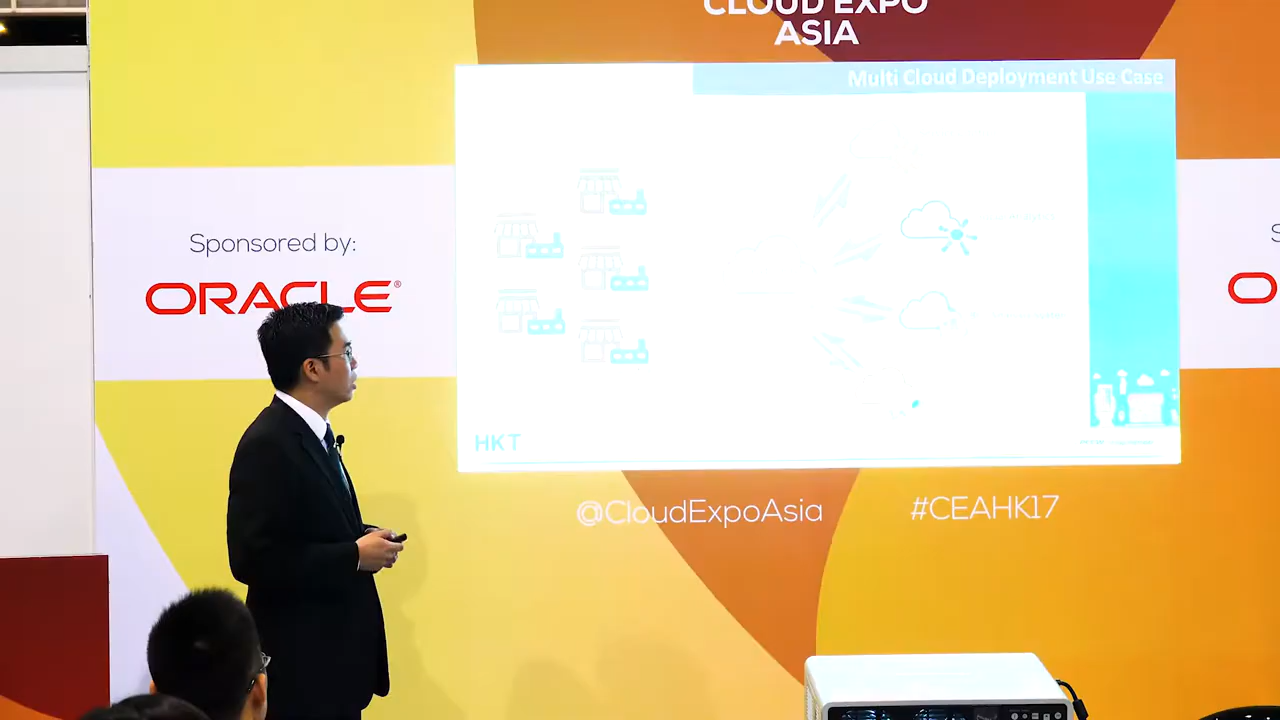 CLOUD EXPO
ASIA
Multi Cloud Deployment Use Case
Sponsored by:
ORACLE®
HKT
@CloudExpoAsia
#CEAHK17